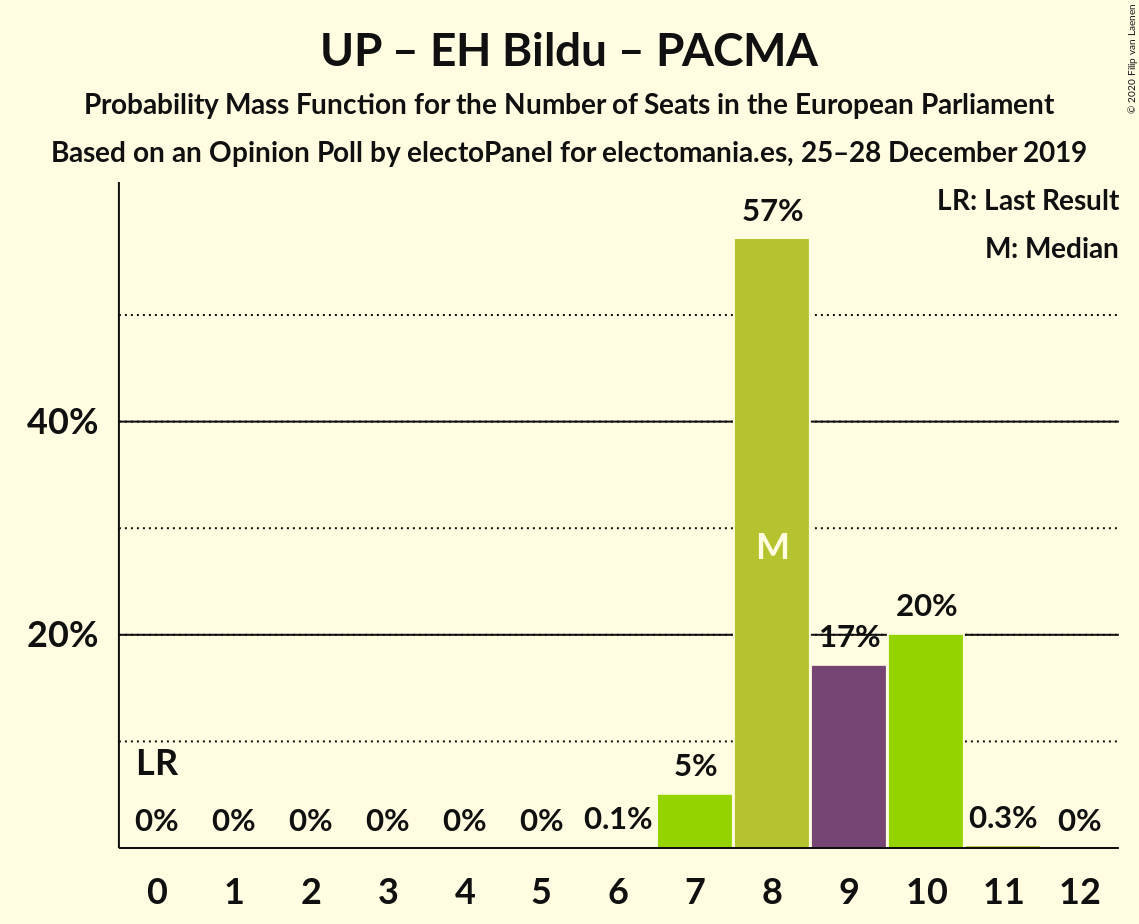 UP – EH Bildu – PACMA
Probability Mass Function for the Number of Seats in the European Parliament
Based on an Opinion Poll by electoPanel for electomania.es, 25–28 December 2019
© 2020 Filip van Laenen
LR: Last Result
M: Median
57%
40%
M
20%
17%
20%
LR
5%
0% 0% 0% 0% 0% 0% 0.1% 0.3% 0%
0 1 2 3 4 5 6 7 8 9 10 11 12